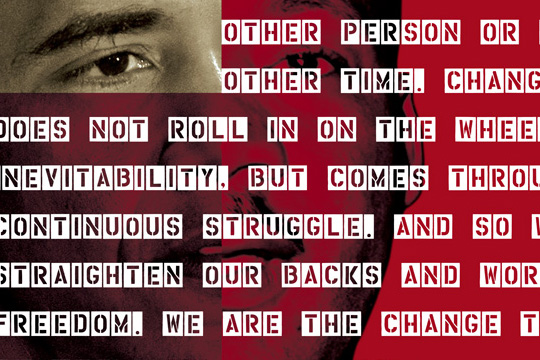 OTHER PERSON OR
OTHER TIME. CHANG
DOES NOT ROLL IN ON THE WHEE
NEVITABILITY, BUT COMES THROU
CONTINUOUS STRUGGLE. AND SO W
STRAIGHTEN OUR BACKS AND WOR
FREEDOM. WE ARE THE CHANGE T